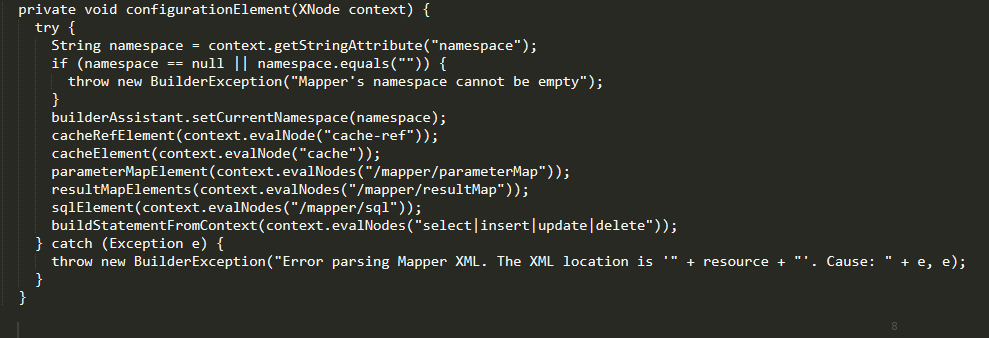 private void configurationElement(XNode context) {
  try {
    String namespace = context.getStringAttribute("namespace");
    if (namespace == null || namespace.equals("")) {
      throw new BuilderException("Mapper's namespace cannot be empty");
    }
    builderAssistant.setCurrentNamespace(namespace);
    cacheRefElement(context.evalNode("cache-ref"));
    cacheElement(context.evalNode("cache"));
    parameterMapElement(context.evalNodes("/mapper/parameterMap"));
    resultMapElements(context.evalNodes("/mapper/resultMap"));
    sqlElement(context.evalNodes("/mapper/sql"));
    buildStatementFromContext(context.evalNodes("select|insert|update|delete"));
  } catch (Exception e) {
    throw new BuilderException("Error parsing Mapper XML. The XML location is '" + resource + "'. Cause: " + e, e);
  }
}
8